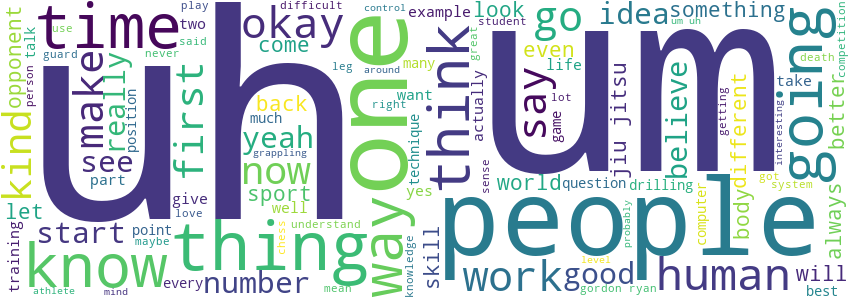 uh
um
people
one
thing
time
know
think
going
human
work
okay
kind
way
first
now
go
say
good
number
make
see
start
really
yeah
idea
believe
jiu jitsu
world
different
look
something
come
back
sport
even
skill
body
always
better
will
opponent
let
training
talk
use
guard
person
play
two
said
never
position
part
point
maybe
every
give
love
much
grappling
well
understand
chess
mean
athlete
mind
difficult
leg
example
control
around
many
right
want
technique
yes
knowledge
student
great
actually
life
lot
game
sense
question
drilling
computer
got
system
probably
level
gordon ryan
um uh
getting
interesting
take
death
competition
best